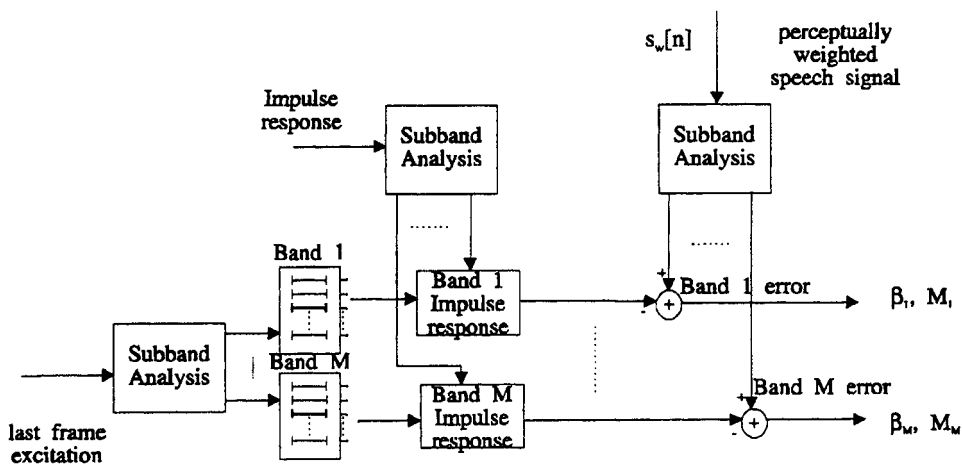 s_w[n]
perceptually
weighted
speech signal
Impulse
response
Subband
Analysis
Subband
Analysis
.......
.......
Band 1
Band 1
Impulse
response
+
-
+
Band 1 error
β₁, M₁
Subband
Analysis
Band M
Band M
Impulse
response
+
-
+
Band M error
β_M, M_M
last frame
excitation